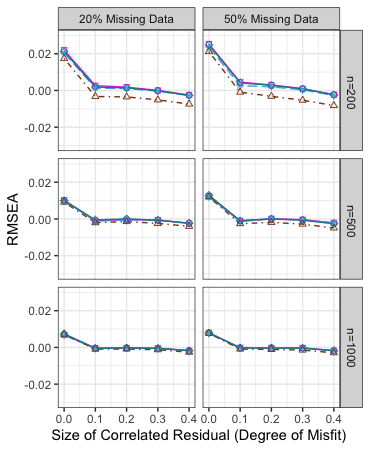 20% Missing Data 50% Missing Data
0.02
0.00
-0.02
n=200
0.02
0.00
-0.02
n=500
0.02
0.00
-0.02
n=1000
RMSEA
0.0 0.1 0.2 0.3 0.4 0.0 0.1 0.2 0.3 0.4
Size of Correlated Residual (Degree of Misfit)